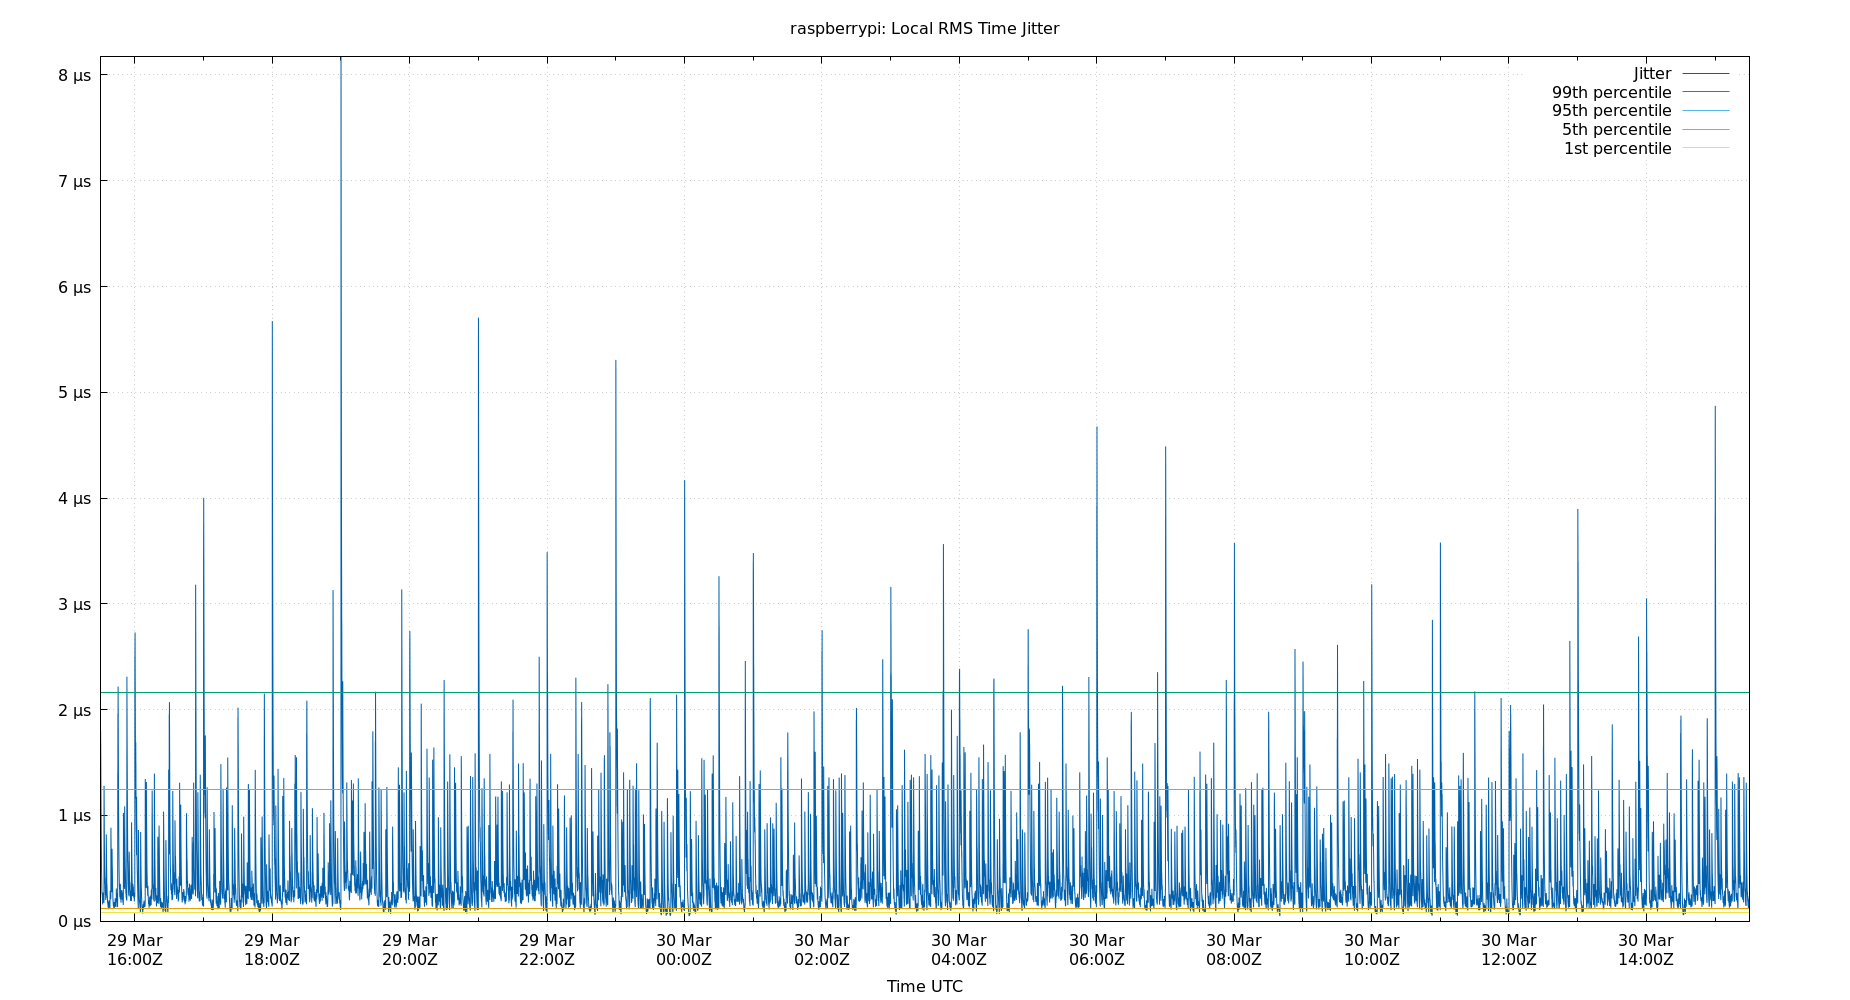 raspberrypi: Local RMS Time Jitter
8 µs
7 µs
6 µs
5 µs
4 µs
3 µs
2 µs
1 µs
0 µs
Jitter
99th percentile
95th percentile
5th percentile
1st percentile
29 Mar
16:00Z
29 Mar
18:00Z
29 Mar
20:00Z
29 Mar
22:00Z
30 Mar
00:00Z
30 Mar
02:00Z
30 Mar
04:00Z
30 Mar
06:00Z
30 Mar
08:00Z
30 Mar
10:00Z
30 Mar
12:00Z
30 Mar
14:00Z
Time UTC